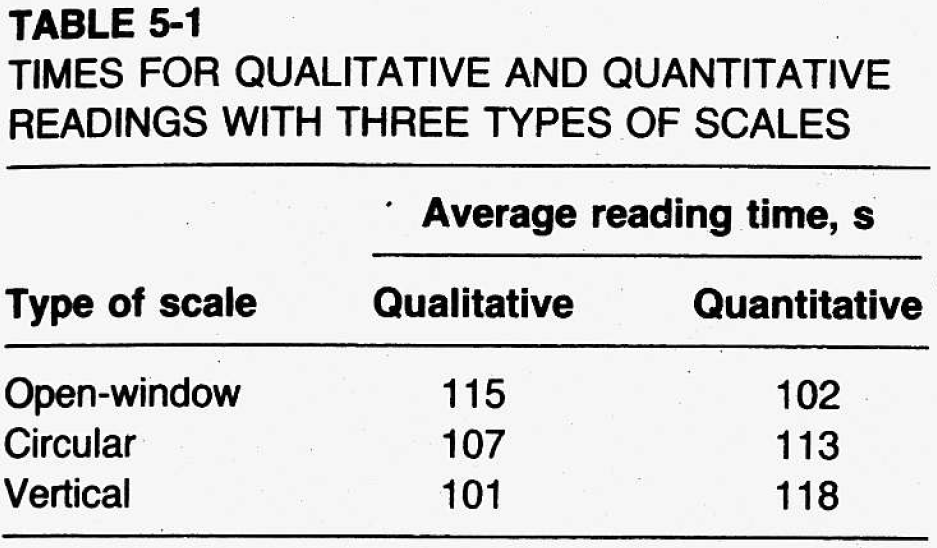 TABLE 5-1
TIMES FOR QUALITATIVE AND QUANTITATIVE
READINGS WITH THREE TYPES OF SCALES
Average reading time, s
Type of scale Qualitative Quantitative
Open-window 115 102
Circular 107 113
Vertical 101 118